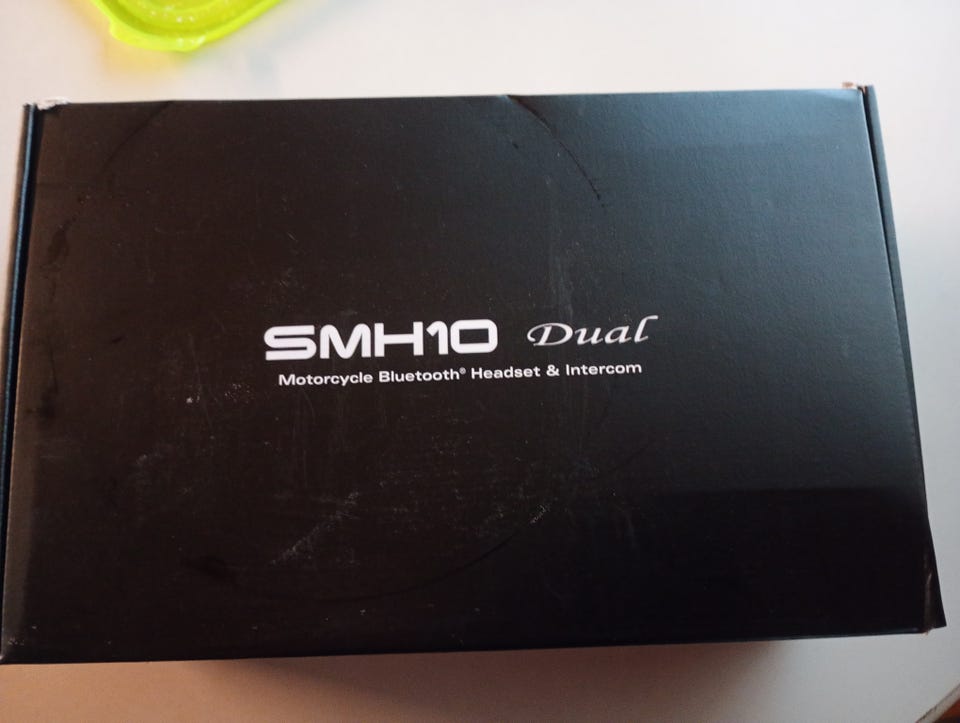 SMH10 Dual
Motorcycle Bluetooth® Headset & Intercom